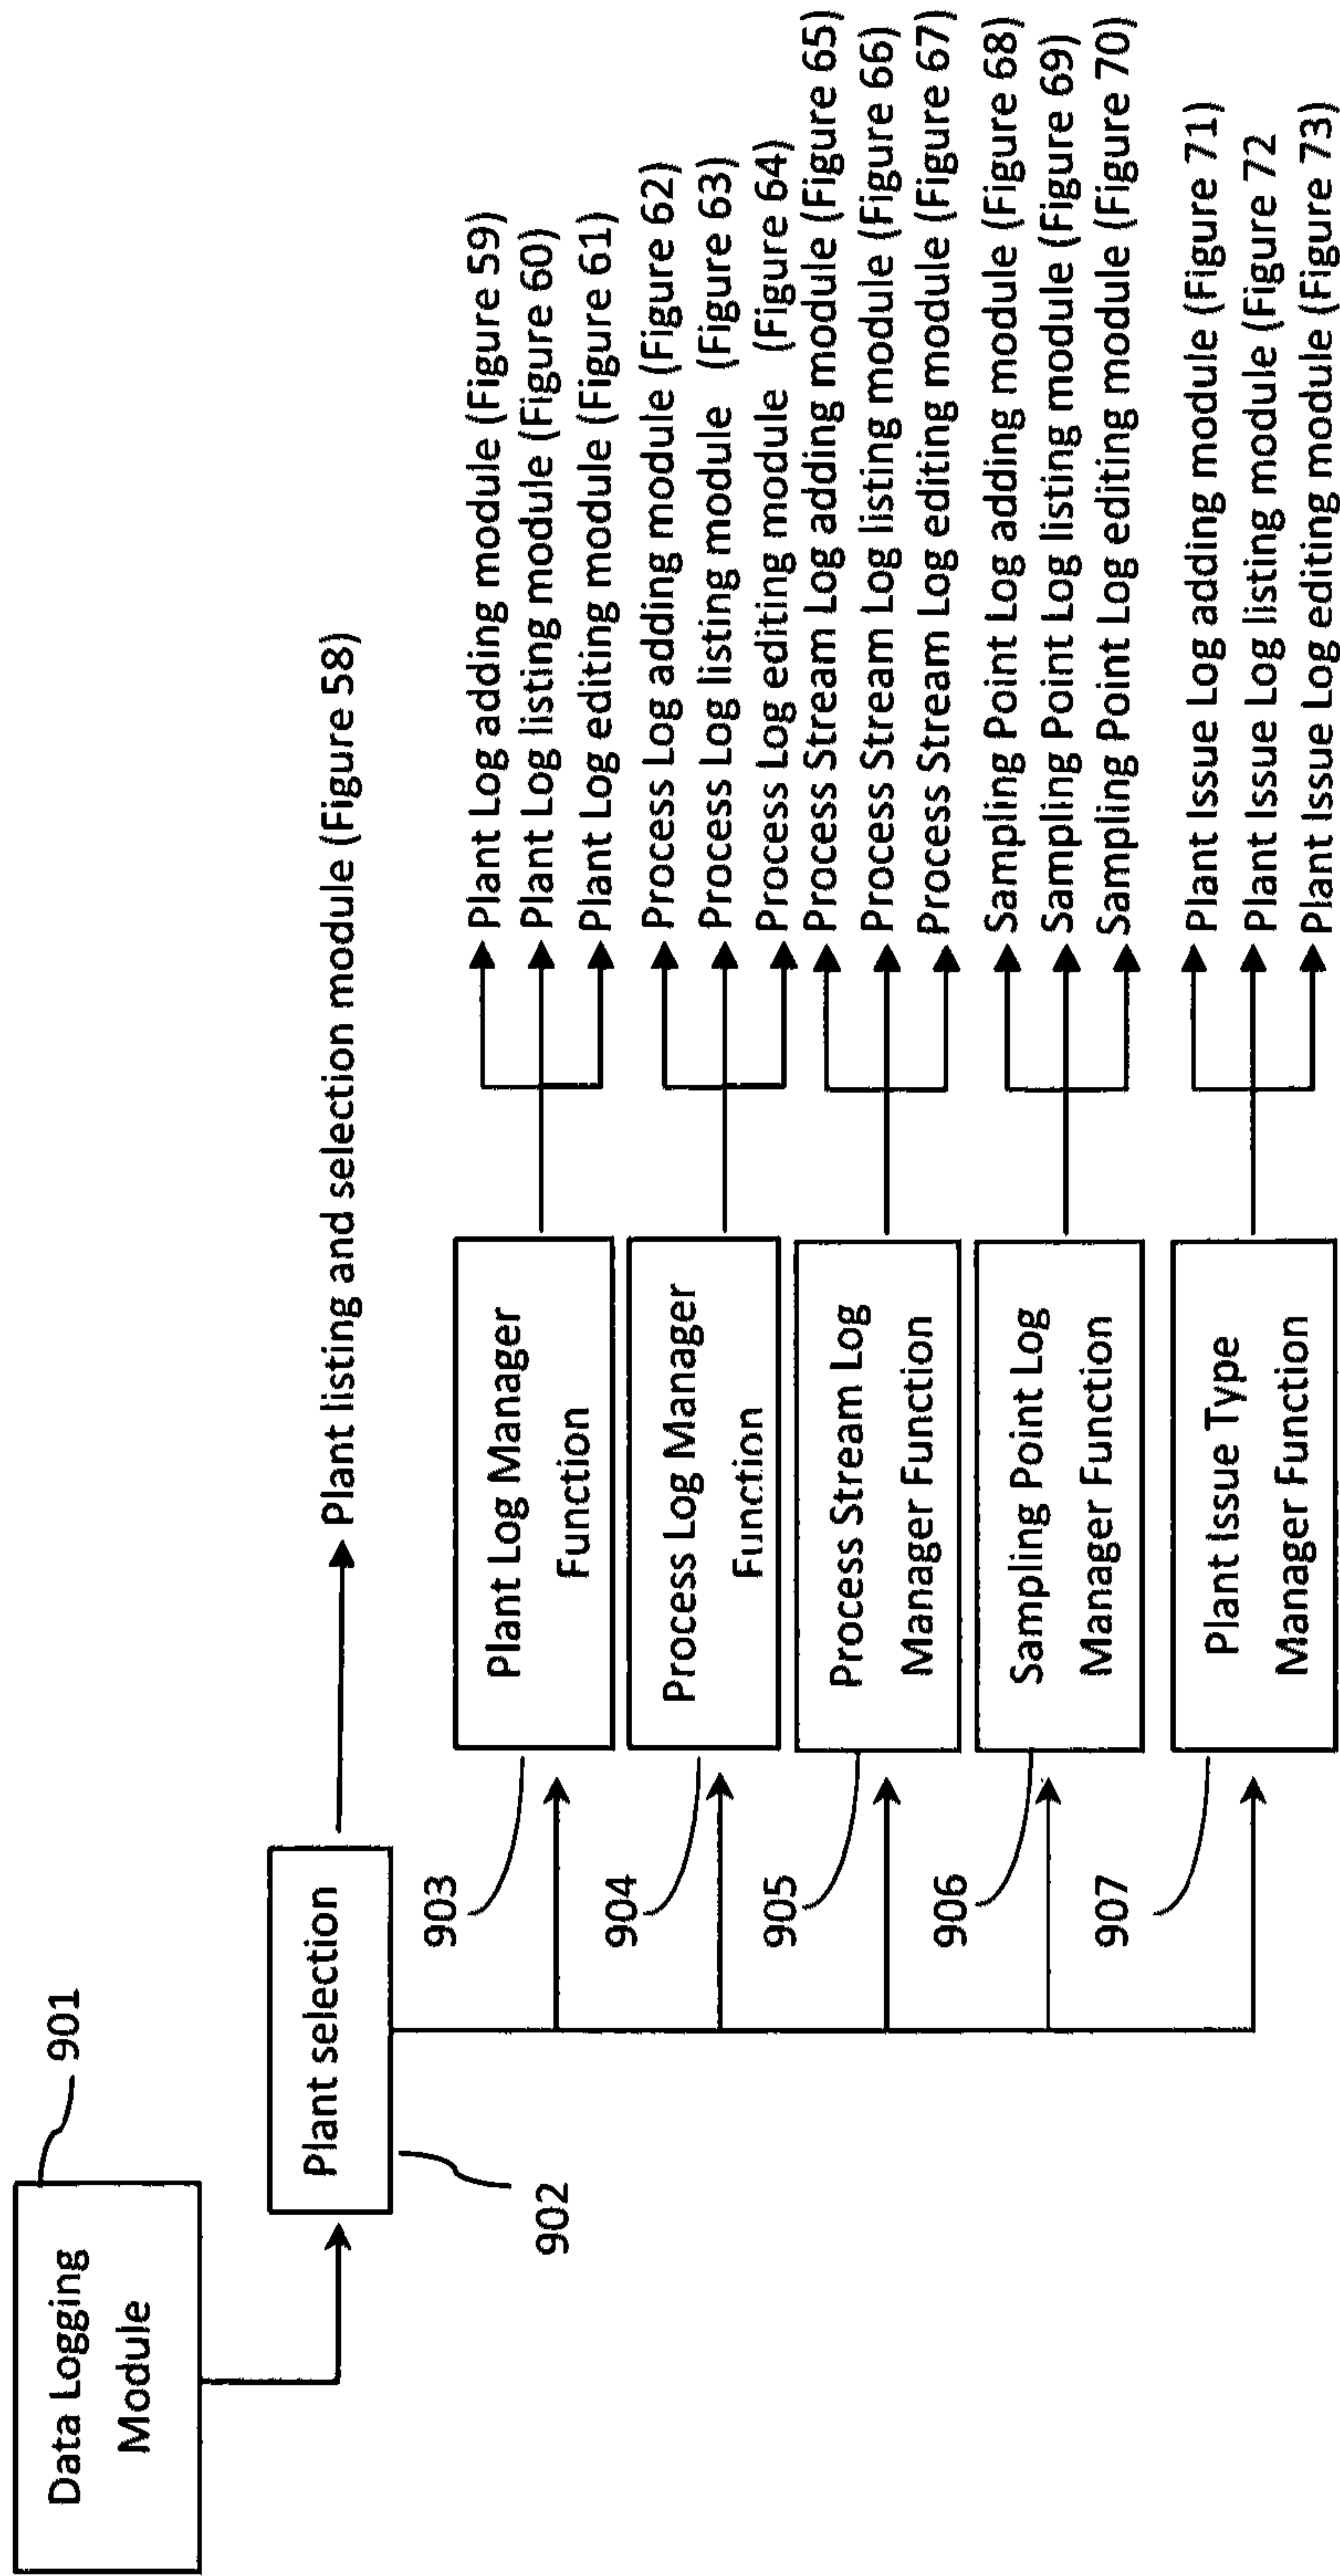 Data Logging
Module
901
Plant selection
902
Plant listing and selection module (Figure 58)
903
Plant Log Manager
Function
Plant Log adding module (Figure 59)
Plant Log listing module (Figure 60)
Plant Log editing module (Figure 61)
904
Process Log Manager
Function
Process Log adding module (Figure 62)
Process Log listing module (Figure 63)
Process Log editing module (Figure 64)
905
Process Stream Log
Manager Function
Process Stream Log adding module (Figure 65)
Process Stream Log listing module (Figure 66)
Process Stream Log editing module (Figure 67)
906
Sampling Point Log
Manager Function
Sampling Point Log adding module (Figure 68)
Sampling Point Log listing module (Figure 69)
Sampling Point Log editing module (Figure 70)
907
Plant Issue Type
Manager Function
Plant Issue Log adding module (Figure 71)
Plant Issue Log listing module (Figure 72
Plant Issue Log editing module (Figure 73)